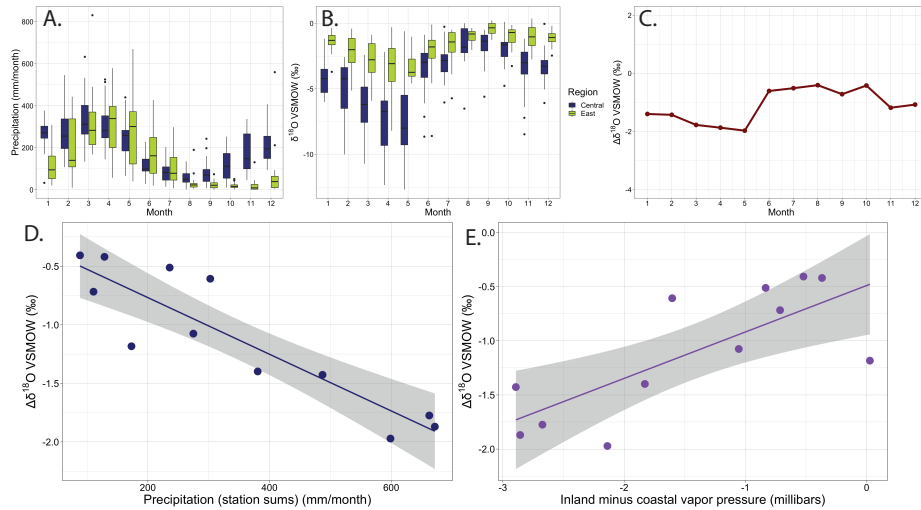 A.
Precipitation (mm/month)
800
600
400
200
0
1 2 3 4 5 6 7 8 9 10 11 12
Month
B.
δ¹⁸O VSMOW (‰)
0
-5
-10
1 2 3 4 5 6 7 8 9 10 11 12
Month
Region
Central
East
C.
Δδ¹⁸O VSMOW (‰)
2
0
-2
-4
1 2 3 4 5 6 7 8 9 10 11 12
Month
D.
Δδ¹⁸O VSMOW (‰)
-0.5
-1.0
-1.5
-2.0
200 400 600
Precipitation (station sums) (mm/month)
E.
Δδ¹⁸O VSMOW (‰)
0.0
-0.5
-1.0
-1.5
-2.0
-3 -2 -1 0
Inland minus coastal vapor pressure (millibars)